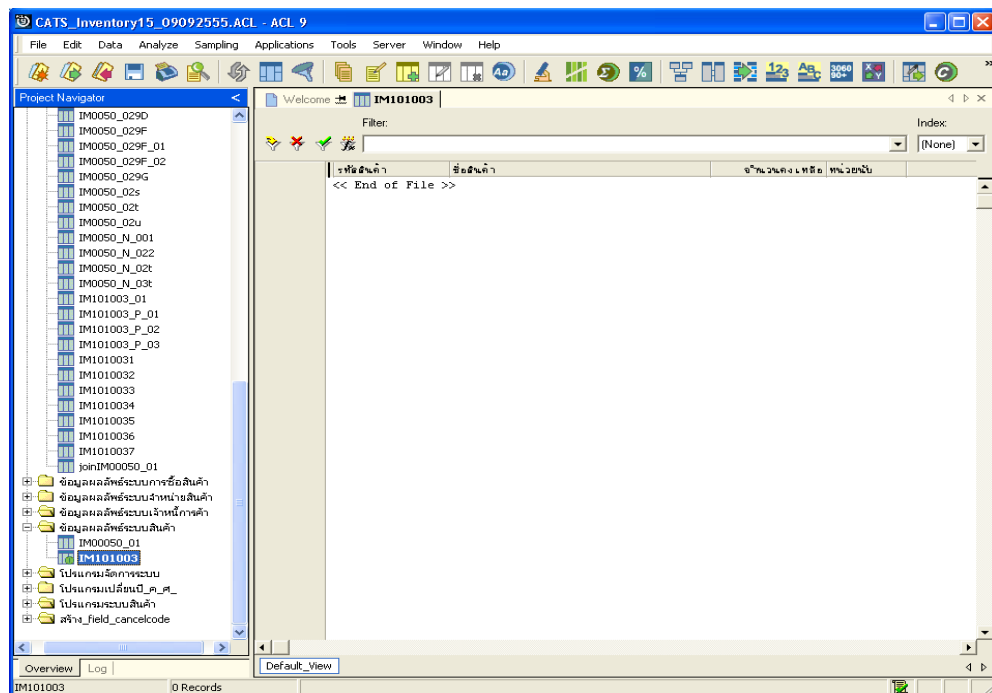 CATS_Inventory15_09092555.ACL - ACL 9
File Edit Data Analyze Sampling Applications Tools Server Window Help
Project Navigator <
Welcome IM101003
Filter:
Index:
(None)
IM0050_029D
IM0050_029F
IM0050_029F_01
IM0050_029F_02
IM0050_029G
IM0050_02s
IM0050_02t
IM0050_02u
IM0050_N_001
IM0050_N_022
IM0050_N_02t
IM0050_N_03t
IM101003_01
IM101003_P_01
IM101003_P_02
IM101003_P_03
IM1010031
IM1010032
IM1010033
IM1010034
IM1010035
IM1010036
IM1010037
joinIM00050_01
ข้อมูลผลลัพธ์ระบบการซื้อสินค้า
ข้อมูลผลลัพธ์ระบบจำหน่ายสินค้า
ข้อมูลผลลัพธ์ระบบเจ้าหนี้การค้า
ข้อมูลผลลัพธ์ระบบสินค้า
IM00050_01
IM101003
โปรแกรมจัดการระบบ
โปรแกรมเปลี่ยนปี_ค_ศ_
โปรแกรมระบบสินค้า
สร้าง_field_cancelcode
รหัสสินค้า ชื่อสินค้า จำนวนคงเหลือ หน่วยนับ
<< End of File >>
Overview Log
Default_View
IM101003 0 Records